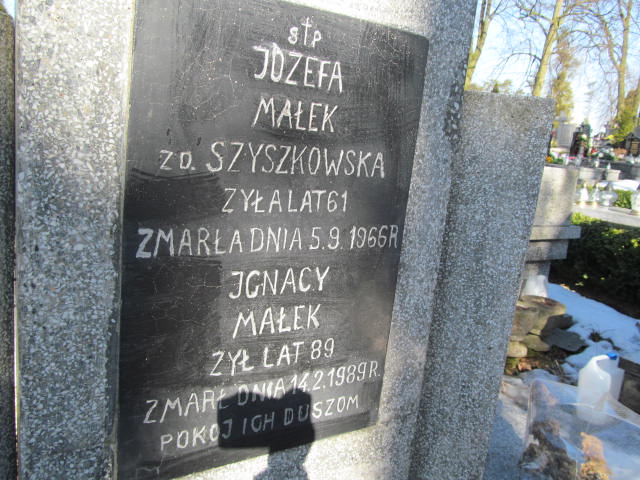 S†P
JÓZEFA
MAŁEK
ZD. SZYSZKOWSKA
ŻYŁA LAT 61
ZMARŁA DNIA 5.9.1966R
IGNACY
MAŁEK
ŻYŁ LAT 89
ZMARŁ DNIA 14.2.1989R.
POKÓJ ICH DUSZOM